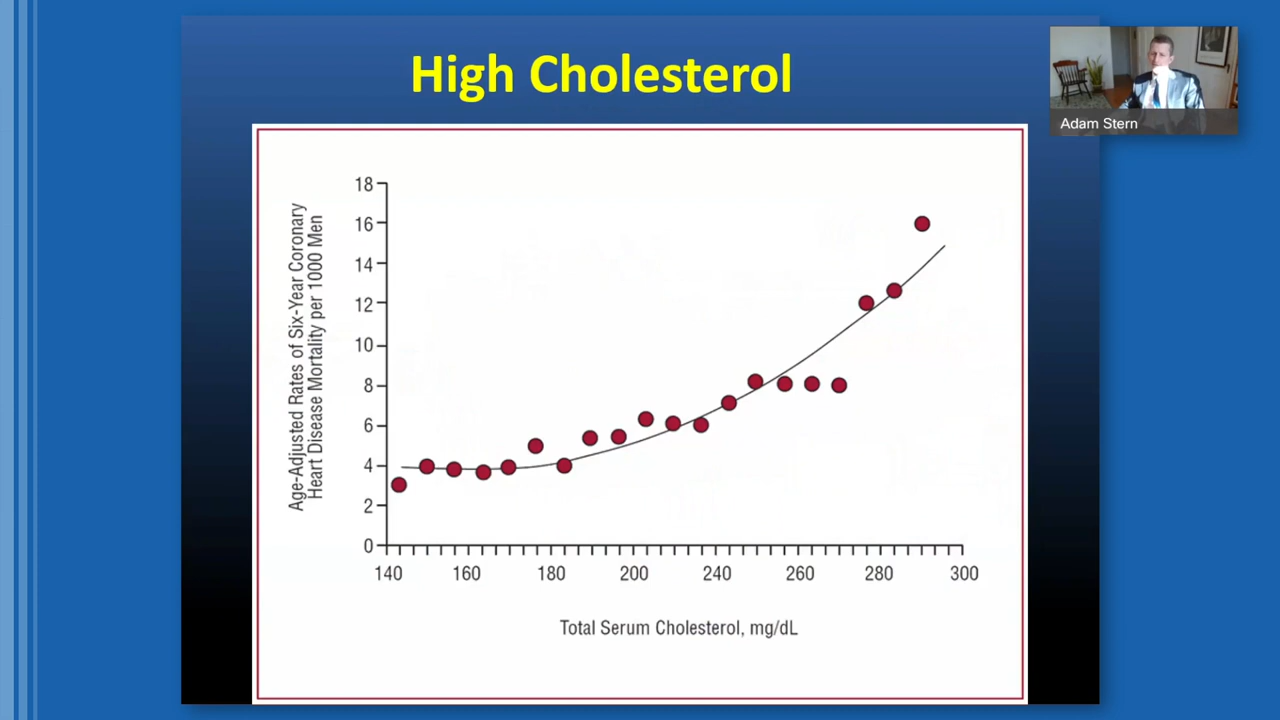 High Cholesterol
Adam Stern
Age-Adjusted Rates of Six-Year Coronary
Heart Disease Mortality per 1000 Men
18
16
14
12
10
8
6
4
2
0
140 160 180 200 220 240 260 280 300
Total Serum Cholesterol, mg/dL